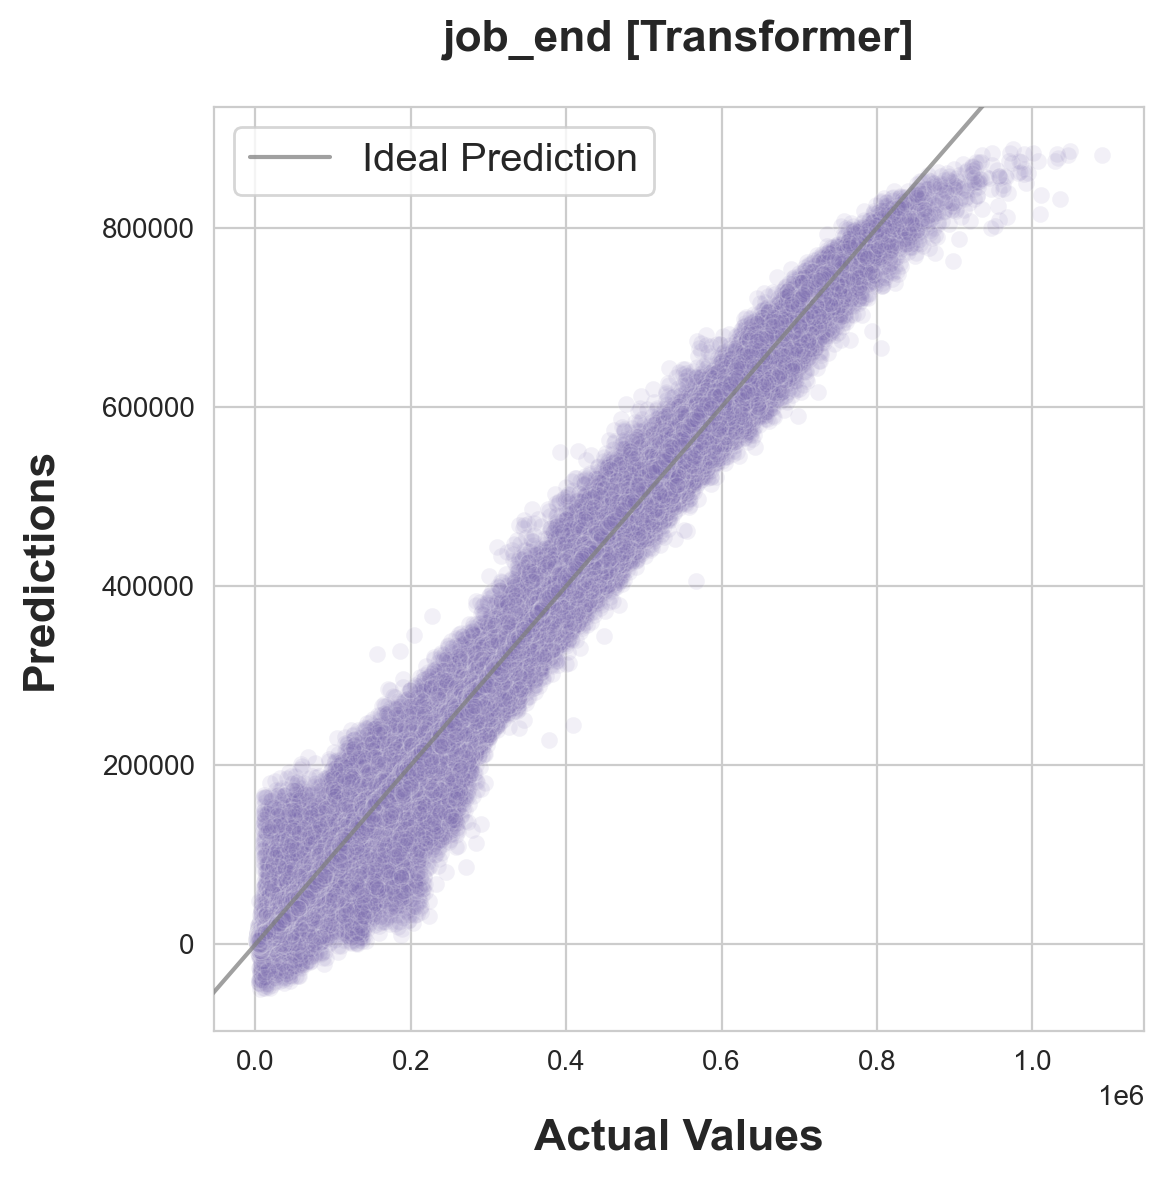 job_end [Transformer]
Ideal Prediction
Predictions
800000
600000
400000
200000
0
0.0 0.2 0.4 0.6 0.8 1.0
1e6
Actual Values